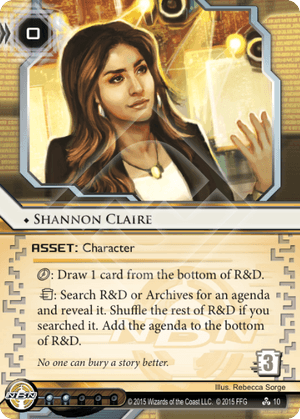 0
♦ SHANNON CLAIRE
ASSET: Character
: Draw 1 card from the bottom of R&D.
: Search R&D or Archives for an agenda
and reveal it. Shuffle the rest of R&D if you
searched it. Add the agenda to the bottom
of R&D.
No one can bury a story better.
3
NBN
Illus. Rebecca Sorge
© 2015 Wizards of the Coast LLC. © 2015 FFG
10